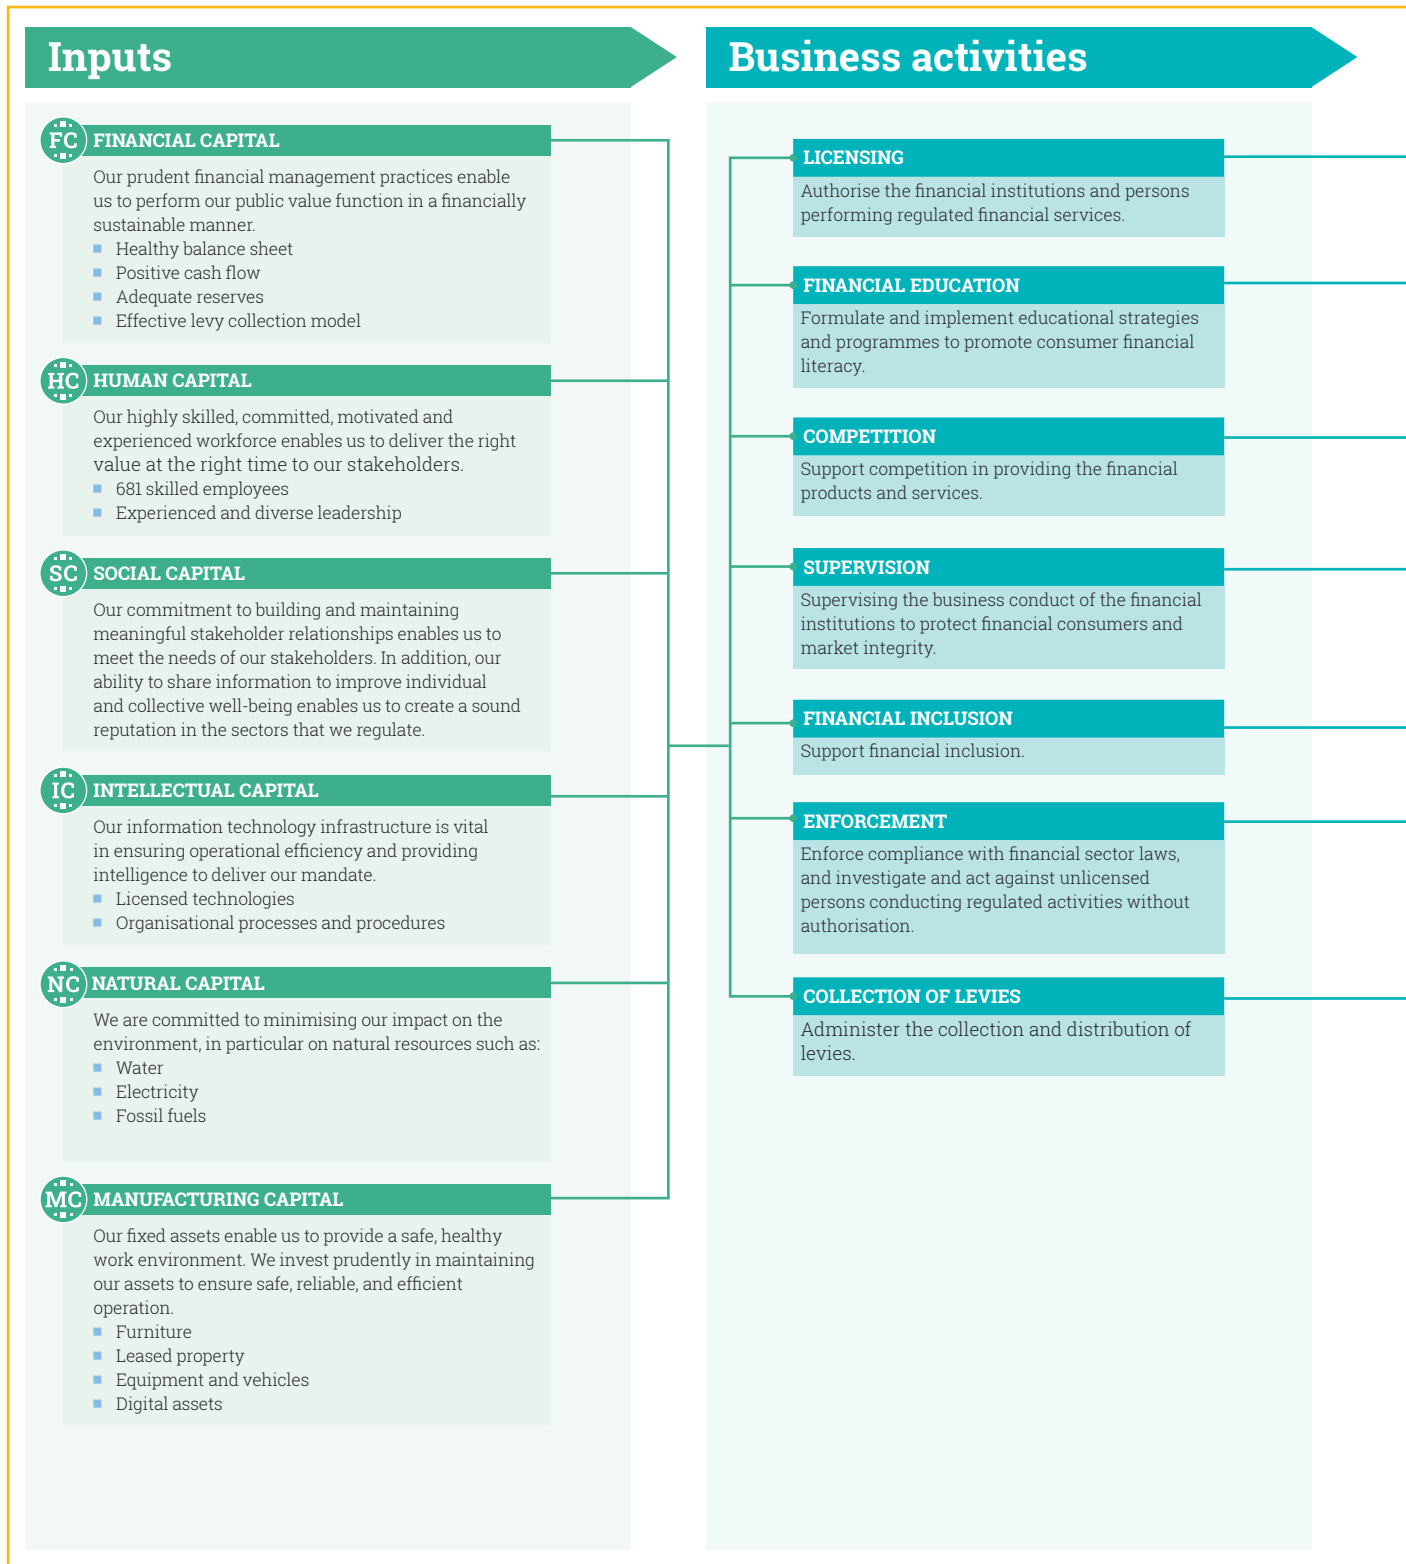 Inputs
FC FINANCIAL CAPITAL
Our prudent financial management practices enable
us to perform our public value function in a financially
sustainable manner.
Healthy balance sheet
Positive cash flow
Adequate reserves
Effective levy collection model
HC HUMAN CAPITAL
Our highly skilled, committed, motivated and
experienced workforce enables us to deliver the right
value at the right time to our stakeholders.
681 skilled employees
Experienced and diverse leadership
SC SOCIAL CAPITAL
Our commitment to building and maintaining
meaningful stakeholder relationships enables us to
meet the needs of our stakeholders. In addition, our
ability to share information to improve individual
and collective well-being enables us to create a sound
reputation in the sectors that we regulate.
IC INTELLECTUAL CAPITAL
Our information technology infrastructure is vital
in ensuring operational efficiency and providing
intelligence to deliver our mandate.
Licensed technologies
Organisational processes and procedures
NC NATURAL CAPITAL
We are committed to minimising our impact on the
environment, in particular on natural resources such as:
Water
Electricity
Fossil fuels
MC MANUFACTURING CAPITAL
Our fixed assets enable us to provide a safe, healthy
work environment. We invest prudently in maintaining
our assets to ensure safe, reliable, and efficient
operation.
Furniture
Leased property
Equipment and vehicles
Digital assets
Business activities
LICENSING
Authorise the financial institutions and persons
performing regulated financial services.
FINANCIAL EDUCATION
Formulate and implement educational strategies
and programmes to promote consumer financial
literacy.
COMPETITION
Support competition in providing the financial
products and services.
SUPERVISION
Supervising the business conduct of the financial
institutions to protect financial consumers and
market integrity.
FINANCIAL INCLUSION
Support financial inclusion.
ENFORCEMENT
Enforce compliance with financial sector laws,
and investigate and act against unlicensed
persons conducting regulated activities without
authorisation.
COLLECTION OF LEVIES
Administer the collection and distribution of
levies.